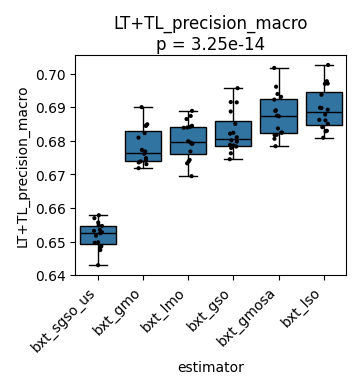 LT+TL_precision_macro
p = 3.25e-14
LT+TL_precision_macro
0.70
0.69
0.68
0.67
0.66
0.65
0.64
bxt_sgso_us
bxt_gmo
bxt_lmo
bxt_gso
bxt_gmosa
bxt_lso
estimator